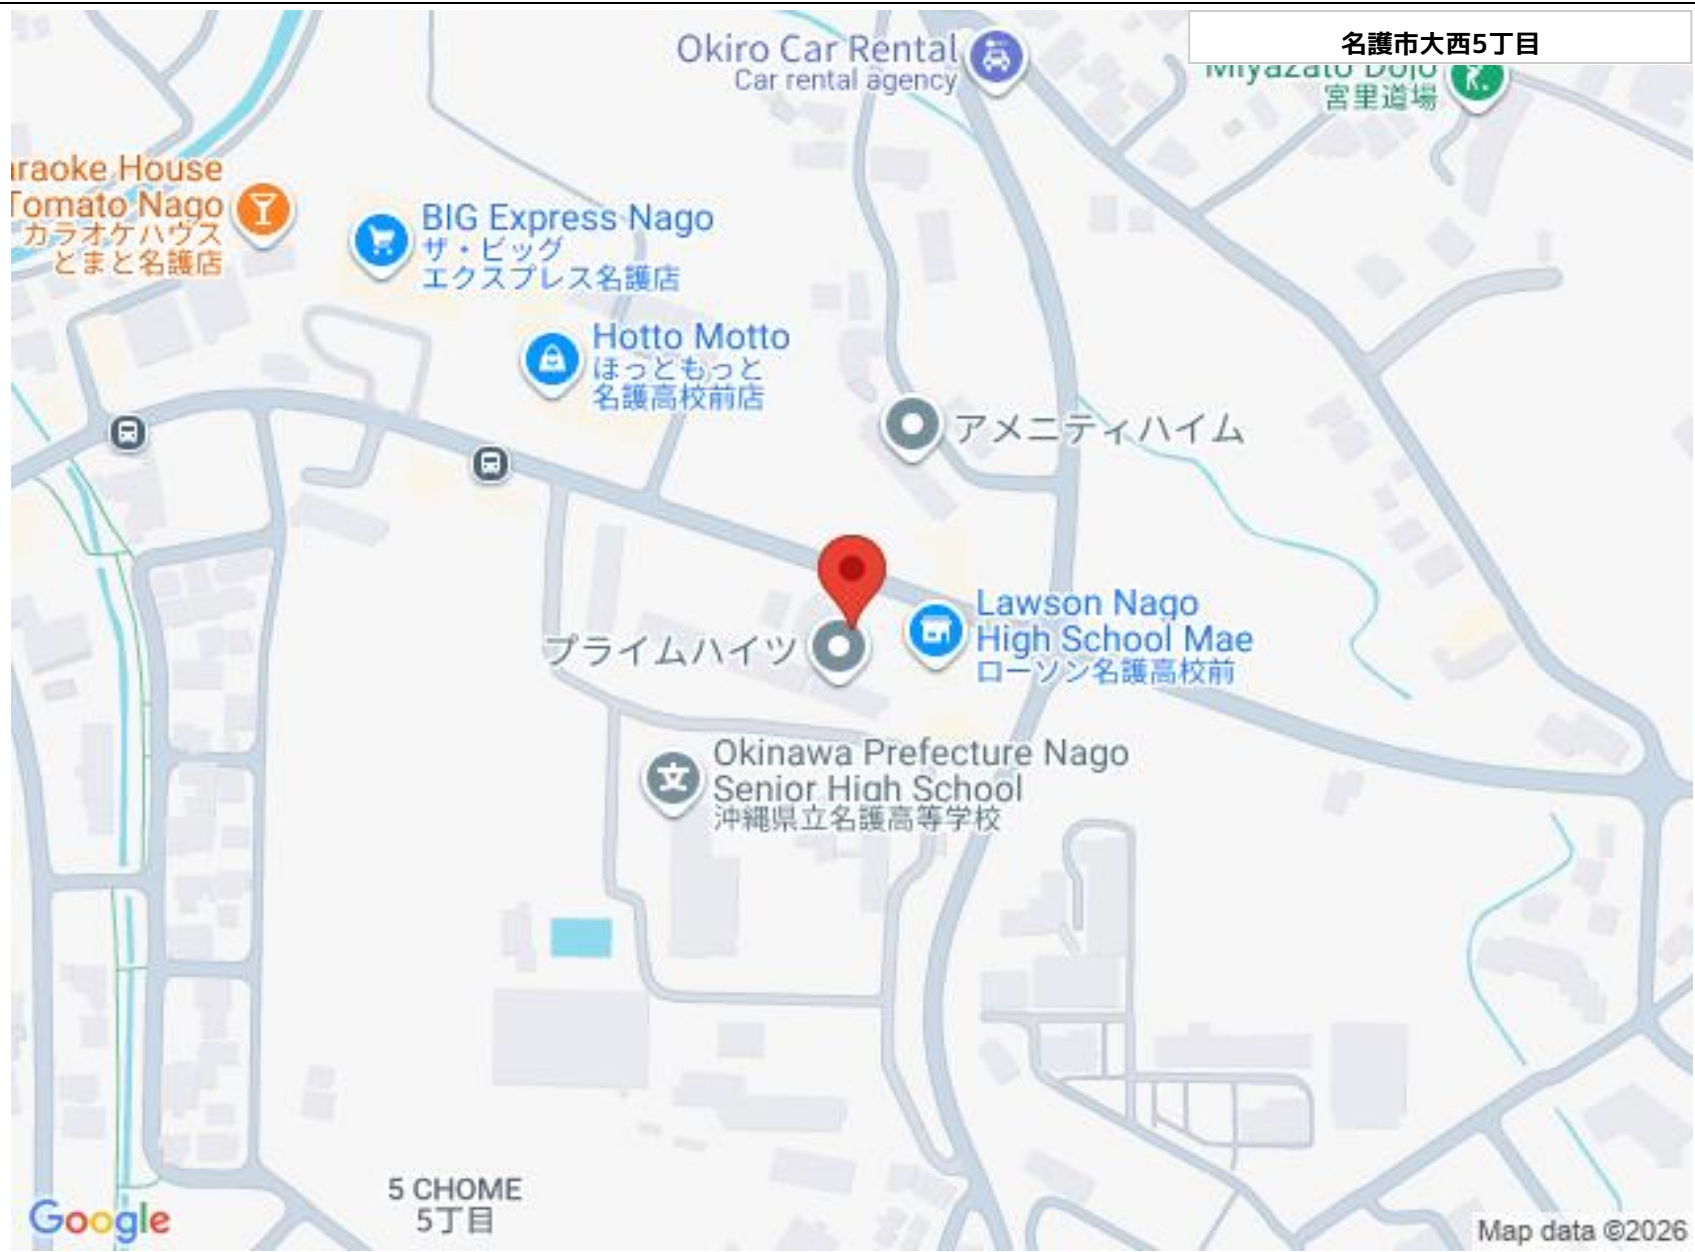 名護市大西5丁目
Okiro Car Rental
Car rental agency
Miyazato Dojo
宮里道場
araoke House
Tomato Nago
カラオケハウス
とまと名護店
BIG Express Nago
ザ・ビッグ
エクスプレス名護店
Hotto Motto
ほっともっと
名護高校前店
アメニティハイム
プライムハイツ
Lawson Nago
High School Mae
ローソン名護高校前
Okinawa Prefecture Nago
Senior High School
沖縄県立名護高等学校
文
5 CHOME
5丁目
Google
Map data ©2026